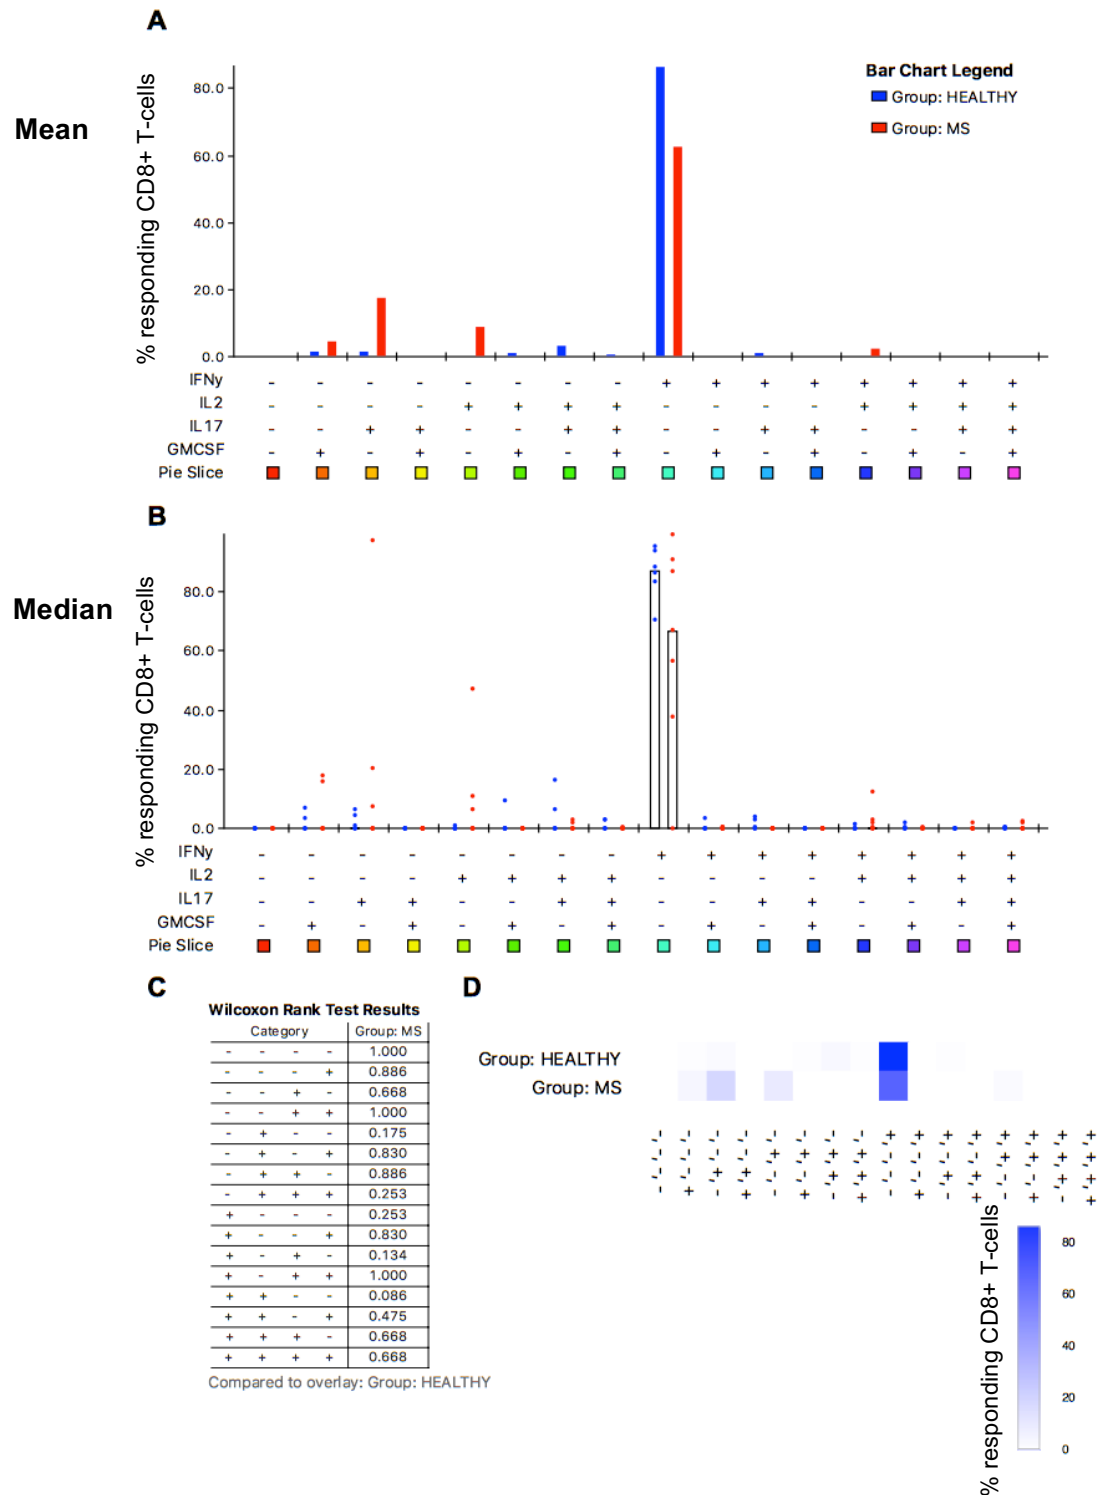 A
Mean
% responding CD8+ T-cells
80.0
60.0
40.0
20.0
0.0
Bar Chart Legend
Group: HEALTHY
Group: MS
IFNy - - - - - - - - + + + + + + + +
IL2 - - - - + + + + - - - - + + + +
IL17 - - + + - - + + - - + + - - + +
GMCSF - + - + - + - + - + - + - + - +
Pie Slice
B
Median
% responding CD8+ T-cells
80.0
60.0
40.0
20.0
0.0
IFNy - - - - - - - - + + + + + + + +
IL2 - - - - + + + + - - - - + + + +
IL17 - - + + - - + + - - + + - - + +
GMCSF - + - + - + - + - + - + - + - +
Pie Slice
C
Wilcoxon Rank Test Results
Category Group: MS
- - - - 1.000
- - - + 0.886
- - + - 0.668
- - + + 1.000
- + - - 0.175
- + - + 0.830
- + + - 0.886
- + + + 0.253
+ - - - 0.253
+ - - + 0.830
+ - + - 0.134
+ - + + 1.000
+ + - - 0.086
+ + - + 0.475
+ + + - 0.668
+ + + + 0.668
Compared to overlay: Group: HEALTHY
D
Group: HEALTHY
Group: MS
-,-,-,-
-,-,-,+
-,-,+,-
-,-,+,+
-,+,-,-
-,+,-,+
-,+,+,-
-,+,+,+
+,-,-,-
+,-,-,+
+,-,+,-
+,-,+,+
+,+,-,-
+,+,-,+
+,+,+,-
+,+,+,+
% responding CD8+ T-cells
80
60
40
20
0